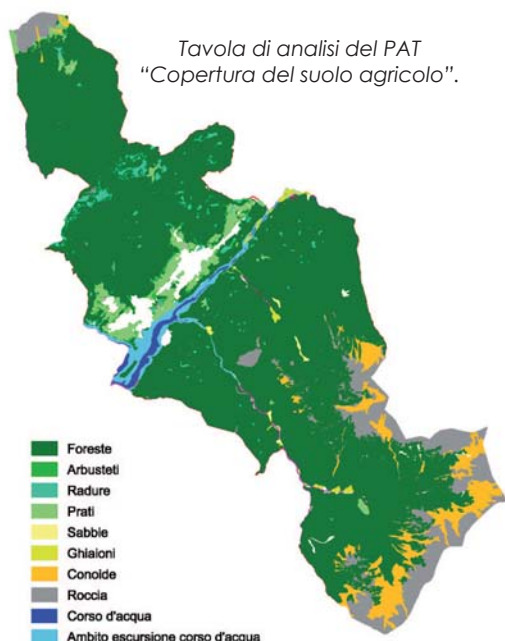 Tavola di analisi del PAT
“Copertura del suolo agricolo”.
Foreste
Arbusteti
Radure
Prati
Sabbie
Ghiaioni
Conoide
Roccia
Corso d'acqua
Ambito escursione corso d'acqua